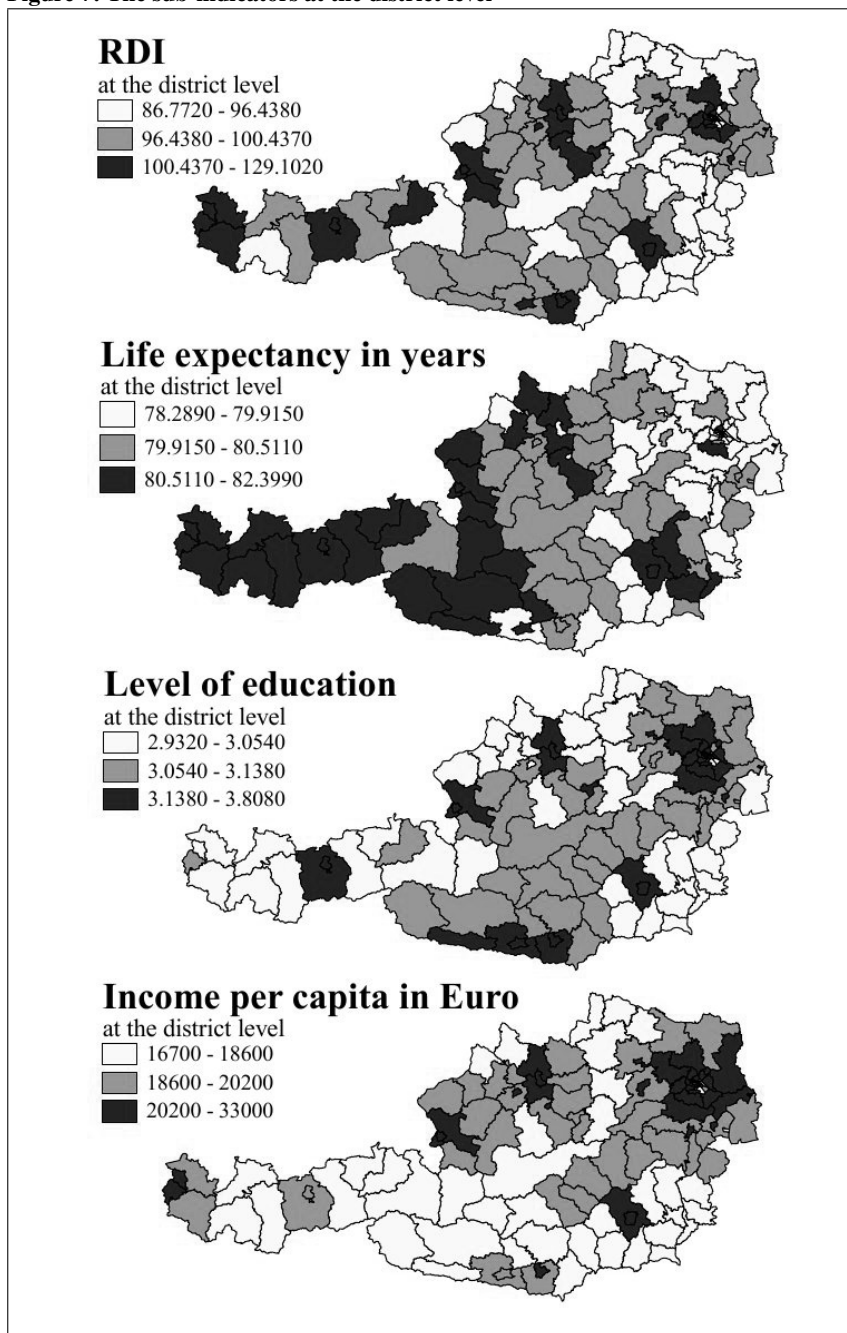 RDI
at the district level
86.7720 - 96.4380
96.4380 - 100.4370
100.4370 - 129.1020
Life expectancy in years
at the district level
78.2890 - 79.9150
79.9150 - 80.5110
80.5110 - 82.3990
Level of education
at the district level
2.9320 - 3.0540
3.0540 - 3.1380
3.1380 - 3.8080
Income per capita in Euro
at the district level
16700 - 18600
18600 - 20200
20200 - 33000